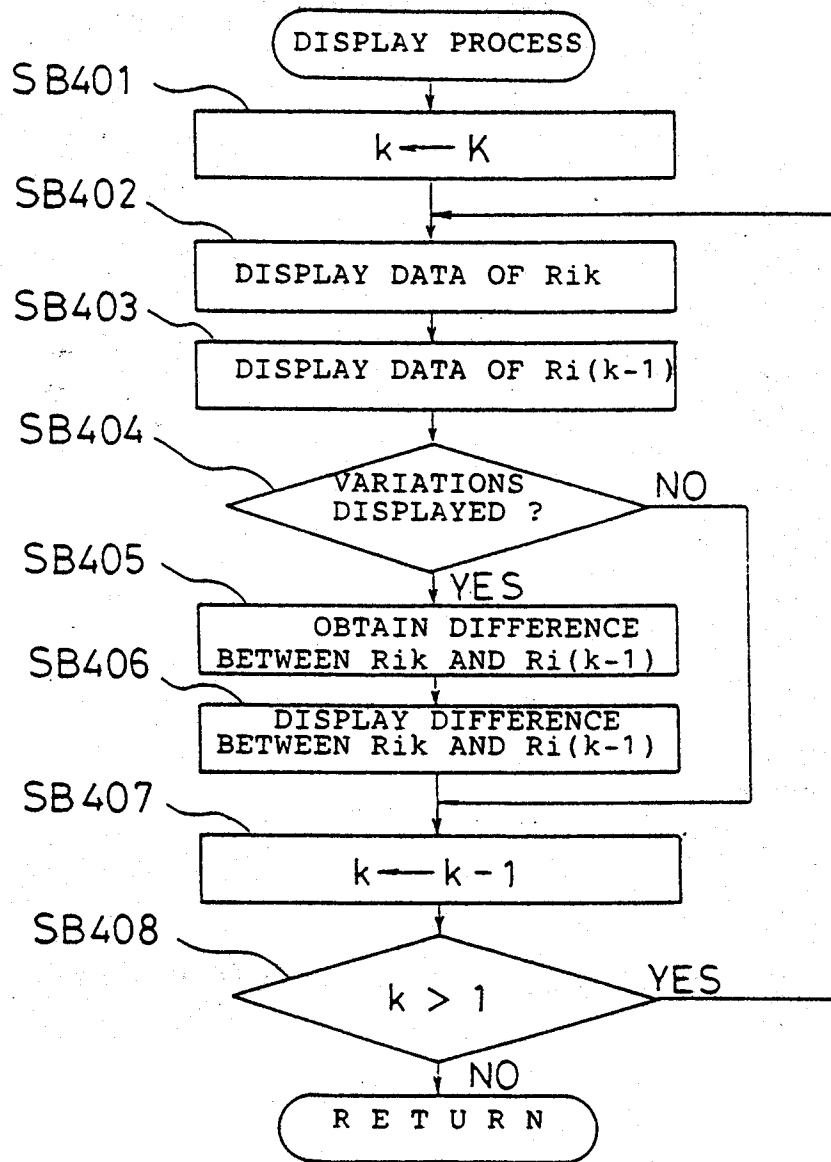 DISPLAY PROCESS
SB401
k ← K
SB402
DISPLAY DATA OF Rik
SB403
DISPLAY DATA OF Ri(k-1)
SB404
VARIATIONS
DISPLAYED ?
NO
SB405
YES
OBTAIN DIFFERENCE
BETWEEN Rik AND Ri(k-1)
SB406
DISPLAY DIFFERENCE
BETWEEN Rik AND Ri(k-1)
SB407
k ← k - 1
SB408
k > 1
YES
NO
R E T U R N